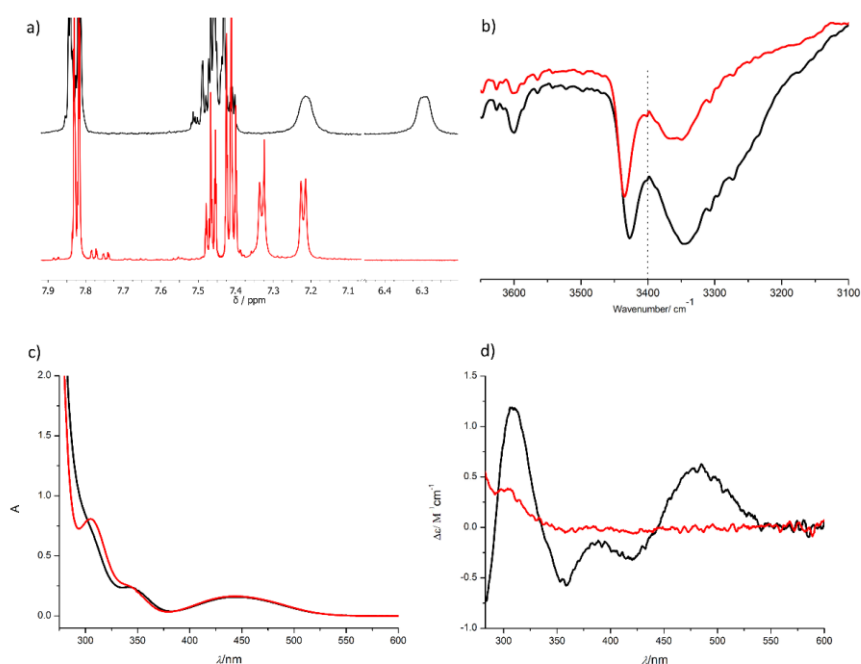 a)
7.9 7.8 7.7 7.6 7.5 7.4 7.3 7.2 7.1 6.4 6.3
δ / ppm
b)
3600 3500 3400 3300 3200 3100
Wavenumber/ cm-1
c)
2.0
1.5
1.0
0.5
0.0
A
300 350 400 450 500 550 600
λ/nm
d)
1.5
1.0
0.5
0.0
-0.5
-1.0
Δε/ M-1cm-1
300 350 400 450 500 550 600
λ/nm